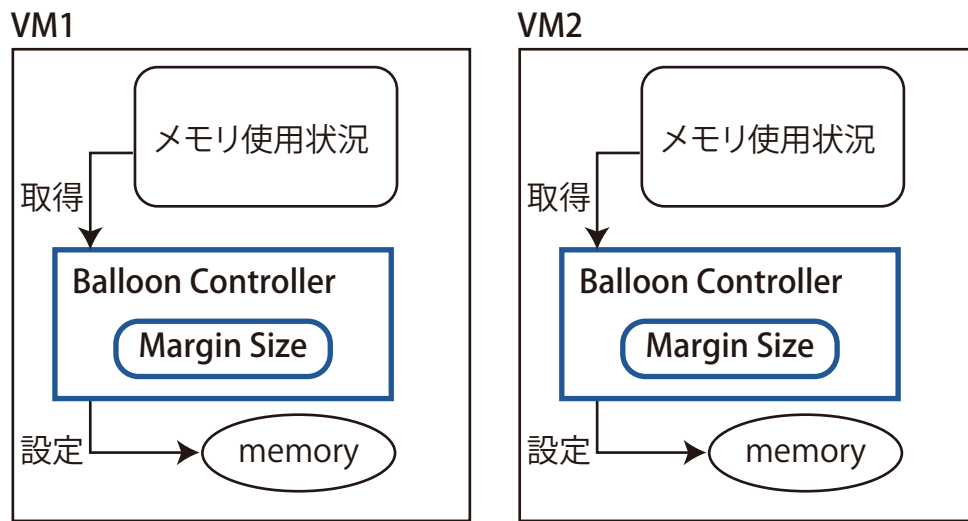 VM1
メモリ使用状況
取得
Balloon Controller
Margin Size
設定
memory
VM2
メモリ使用状況
取得
Balloon Controller
Margin Size
設定
memory